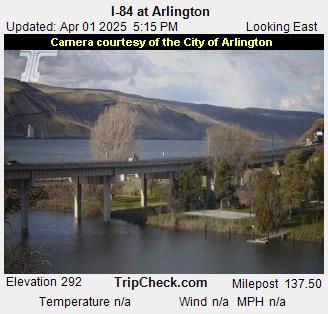 I-84 at Arlington
Updated: Apr 01 2025 5:15 PM Looking East
Camera courtesy of the City of Arlington
Elevation 292 TripCheck.com Milepost 137.50
Temperature n/a Wind n/a MPH n/a